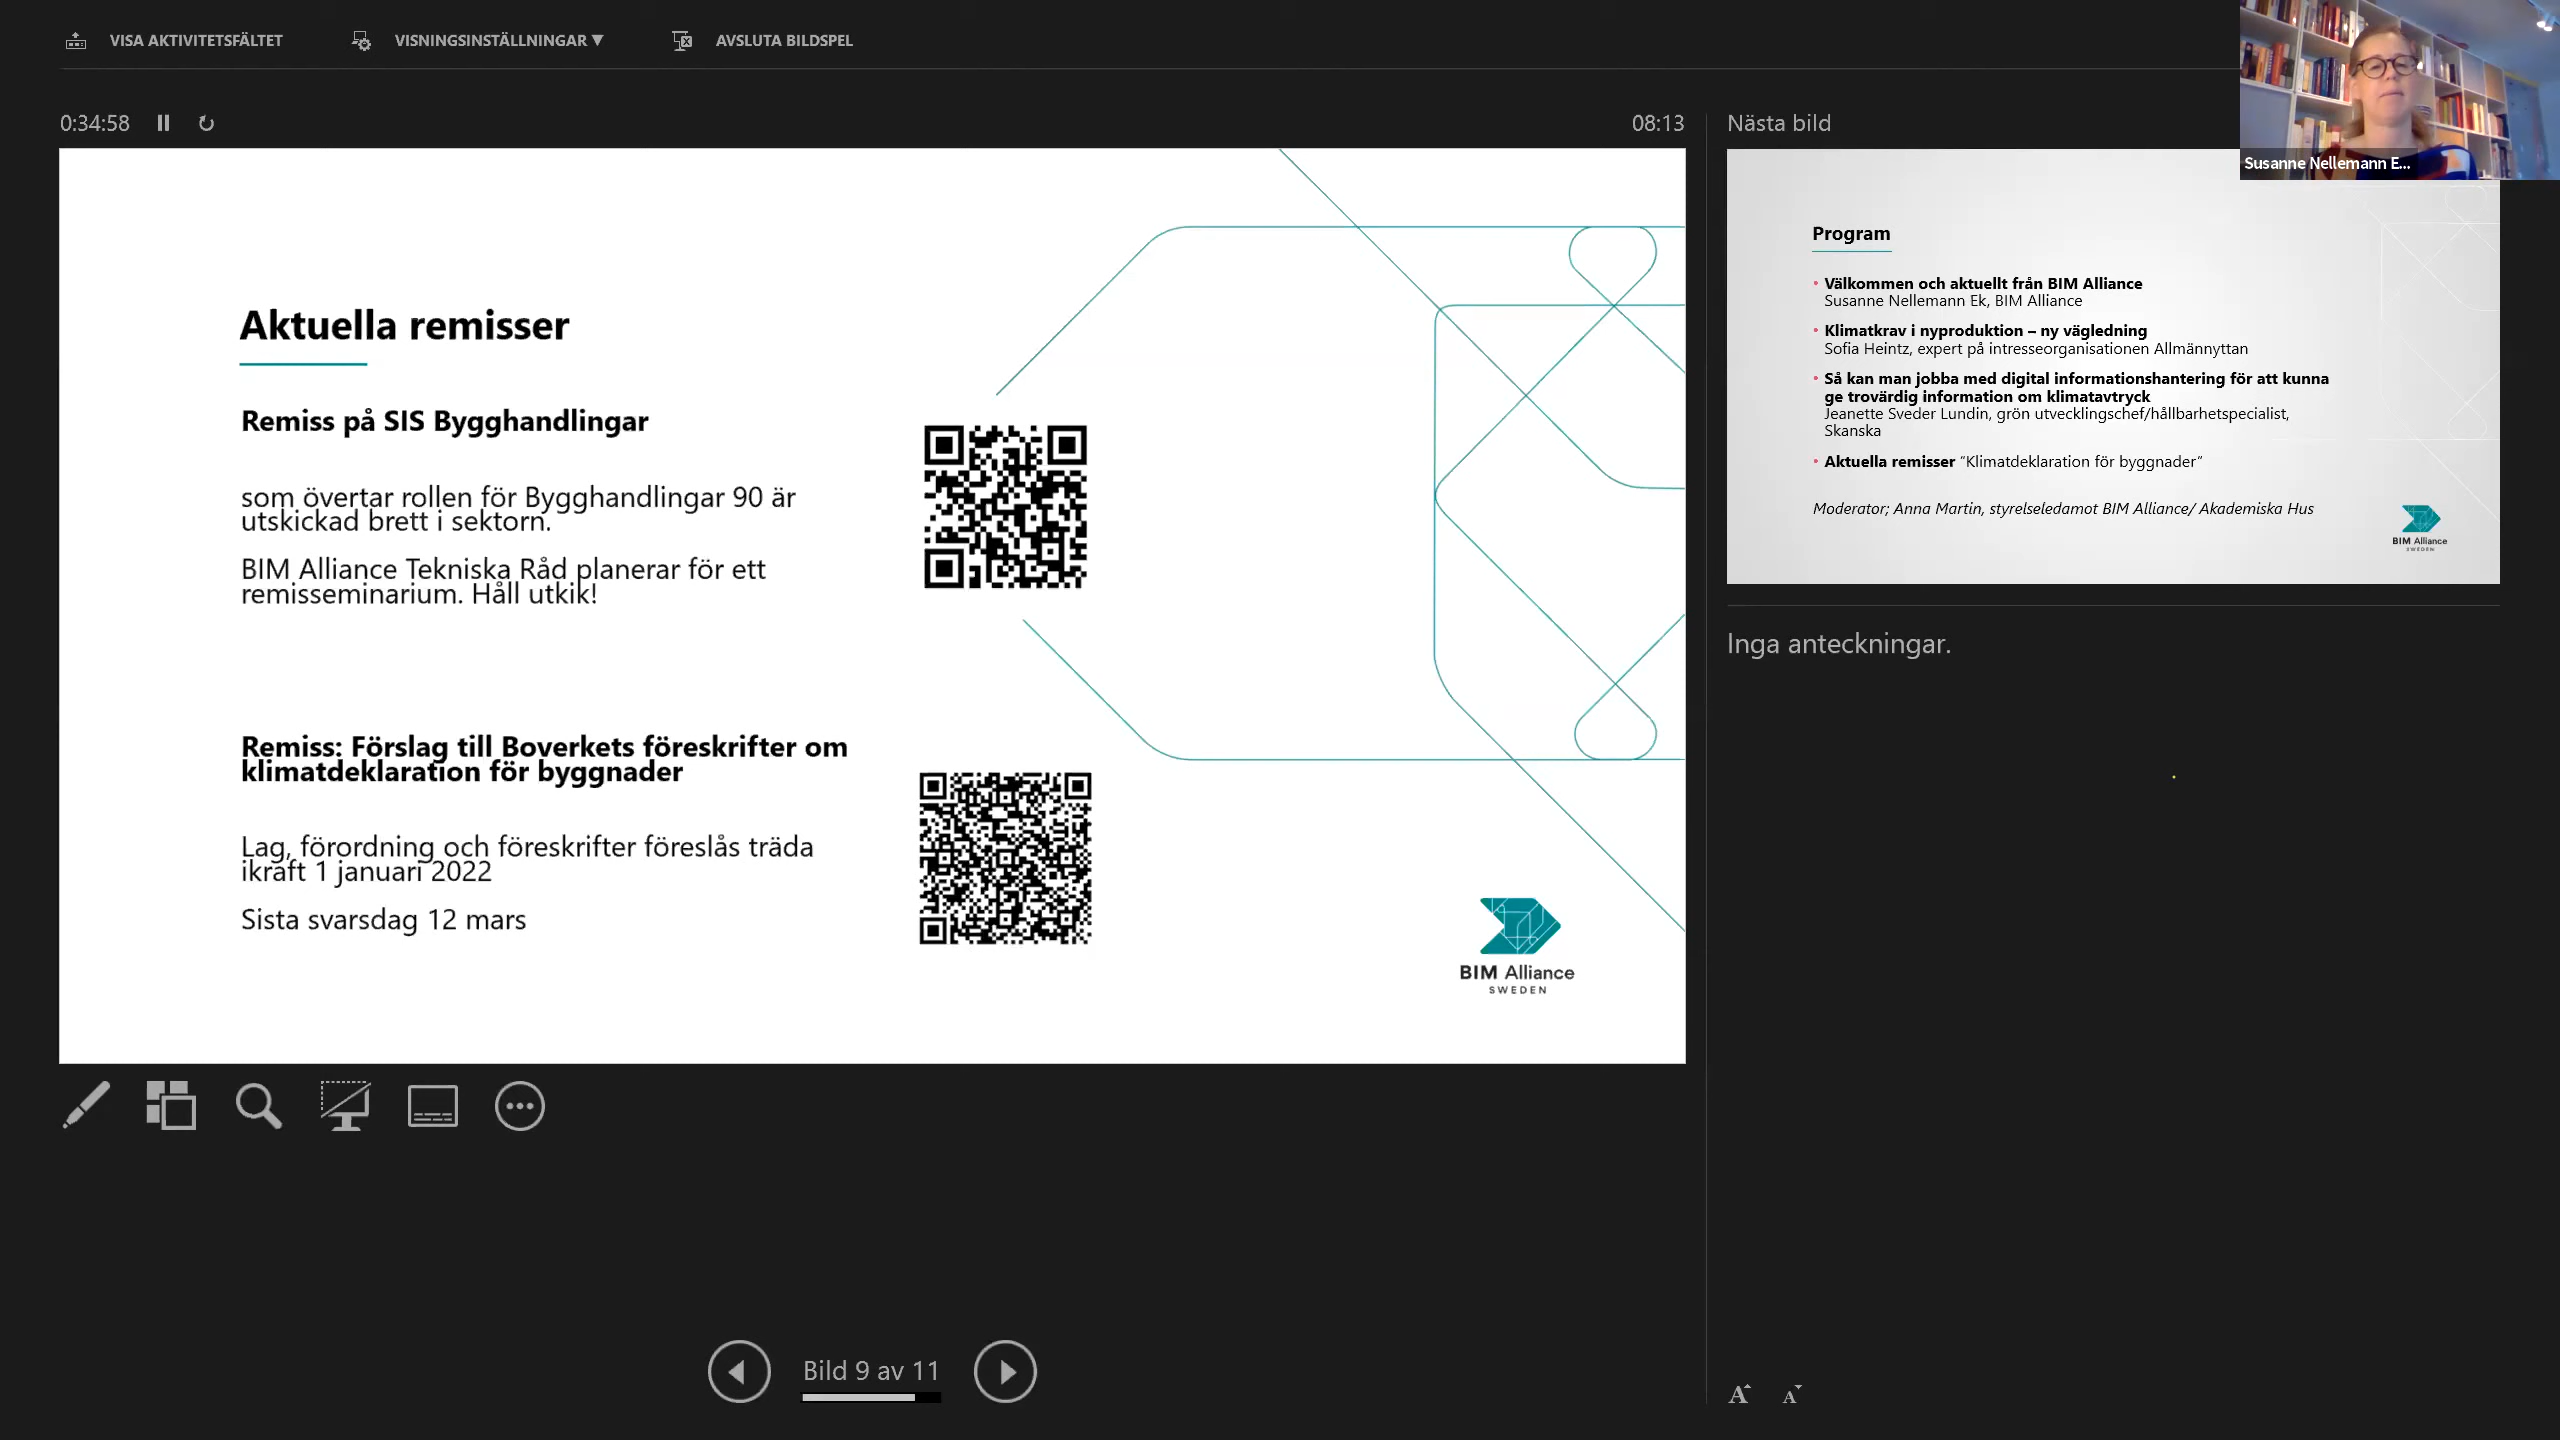 VISA AKTIVITETSFÄLTET
VISNINGSINSTÄLLNINGAR ▼
AVSLUTA BILDSPEL
0:34:58
08:13
Aktuella remisser
Remiss på SIS Bygghandlingar
som övertar rollen för Bygghandlingar 90 är
utskickad brett i sektorn.
BIM Alliance Tekniska Råd planerar för ett
remisseminarium. Håll utkik!
Remiss: Förslag till Boverkets föreskrifter om
klimatdeklaration för byggnader
Lag, förordning och föreskrifter föreslås träda
ikraft 1 januari 2022
Sista svarsdag 12 mars
BIM Alliance
SWEDEN
Bild 9 av 11
Nästa bild
Susanne Nellemann E...
Program
• Välkommen och aktuellt från BIM Alliance
Susanne Nellemann Ek, BIM Alliance
• Klimatkrav i nyproduktion – ny vägledning
Sofia Heintz, expert på intresseorganisationen Allmännyttan
• Så kan man jobba med digital informationshantering för att kunna
ge trovärdig information om klimatavtryck
Jeanette Sveder Lundin, grön utvecklingschef/hållbarhetspecialist,
Skanska
• Aktuella remisser “Klimatdeklaration för byggnader”
Moderator; Anna Martin, styrelseledamot BIM Alliance/ Akademiska Hus
BIM Alliance
SWEDEN
Inga anteckningar.
A A